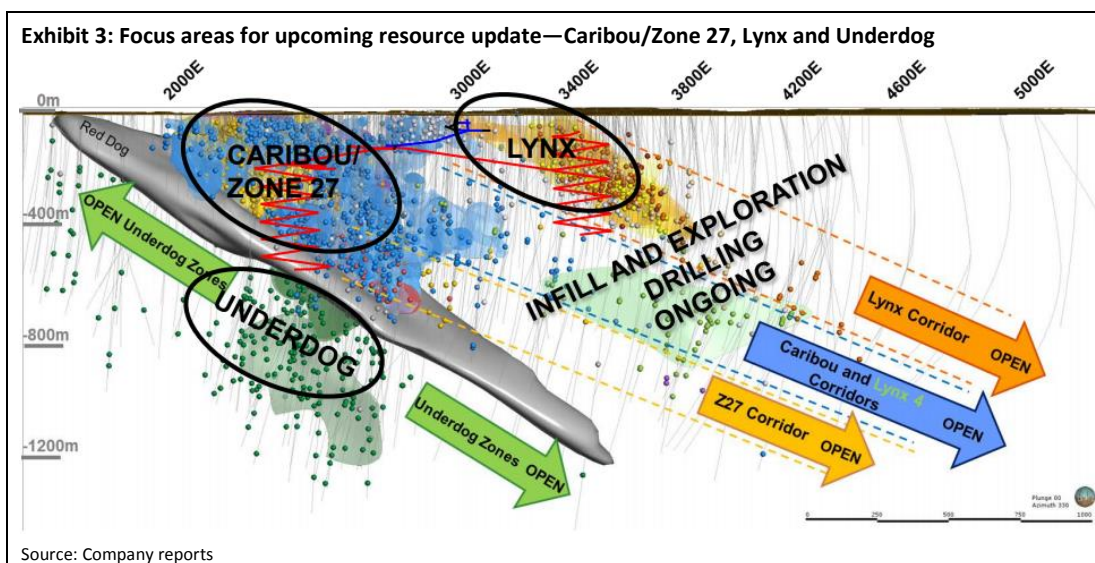 Exhibit 3: Focus areas for upcoming resource update—Caribou/Zone 27, Lynx and Underdog
2000E
3000E
3400E
3800E
4200E
4600E
5000E
0m
Red Dog
CARIBOU/
ZONE 27
LYNX
-400m
OPEN Underdog Zones
INFILL AND EXPLORATION
DRILLING
ONGOING
UNDERDOG
-800m
Lynx Corridor OPEN
Caribou and Lynx 4
Corridors OPEN
Z27 Corridor OPEN
Underdog Zones OPEN
-1200m
Plunge 00
0 250 500 750 1000
Source: Company reports